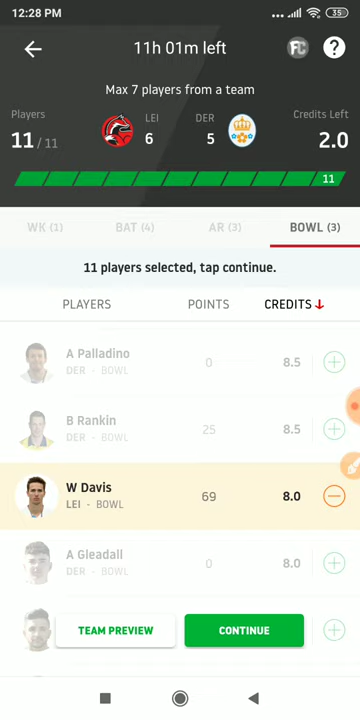 12:28 PM
35
11h 01m left
FC
?
Max 7 players from a team
Players
LEI
DER
Credits Left
11 / 11
6
5
2.0
11
WK (1)
BAT (4)
AR (3)
BOWL (3)
11 players selected, tap continue.
PLAYERS
POINTS
CREDITS
A Palladino
DER - BOWL
0
8.5
B Rankin
DER - BOWL
25
8.5
W Davis
LEI - BOWL
69
8.0
A Gleadall
DER - BOWL
0
8.0
TEAM PREVIEW
CONTINUE